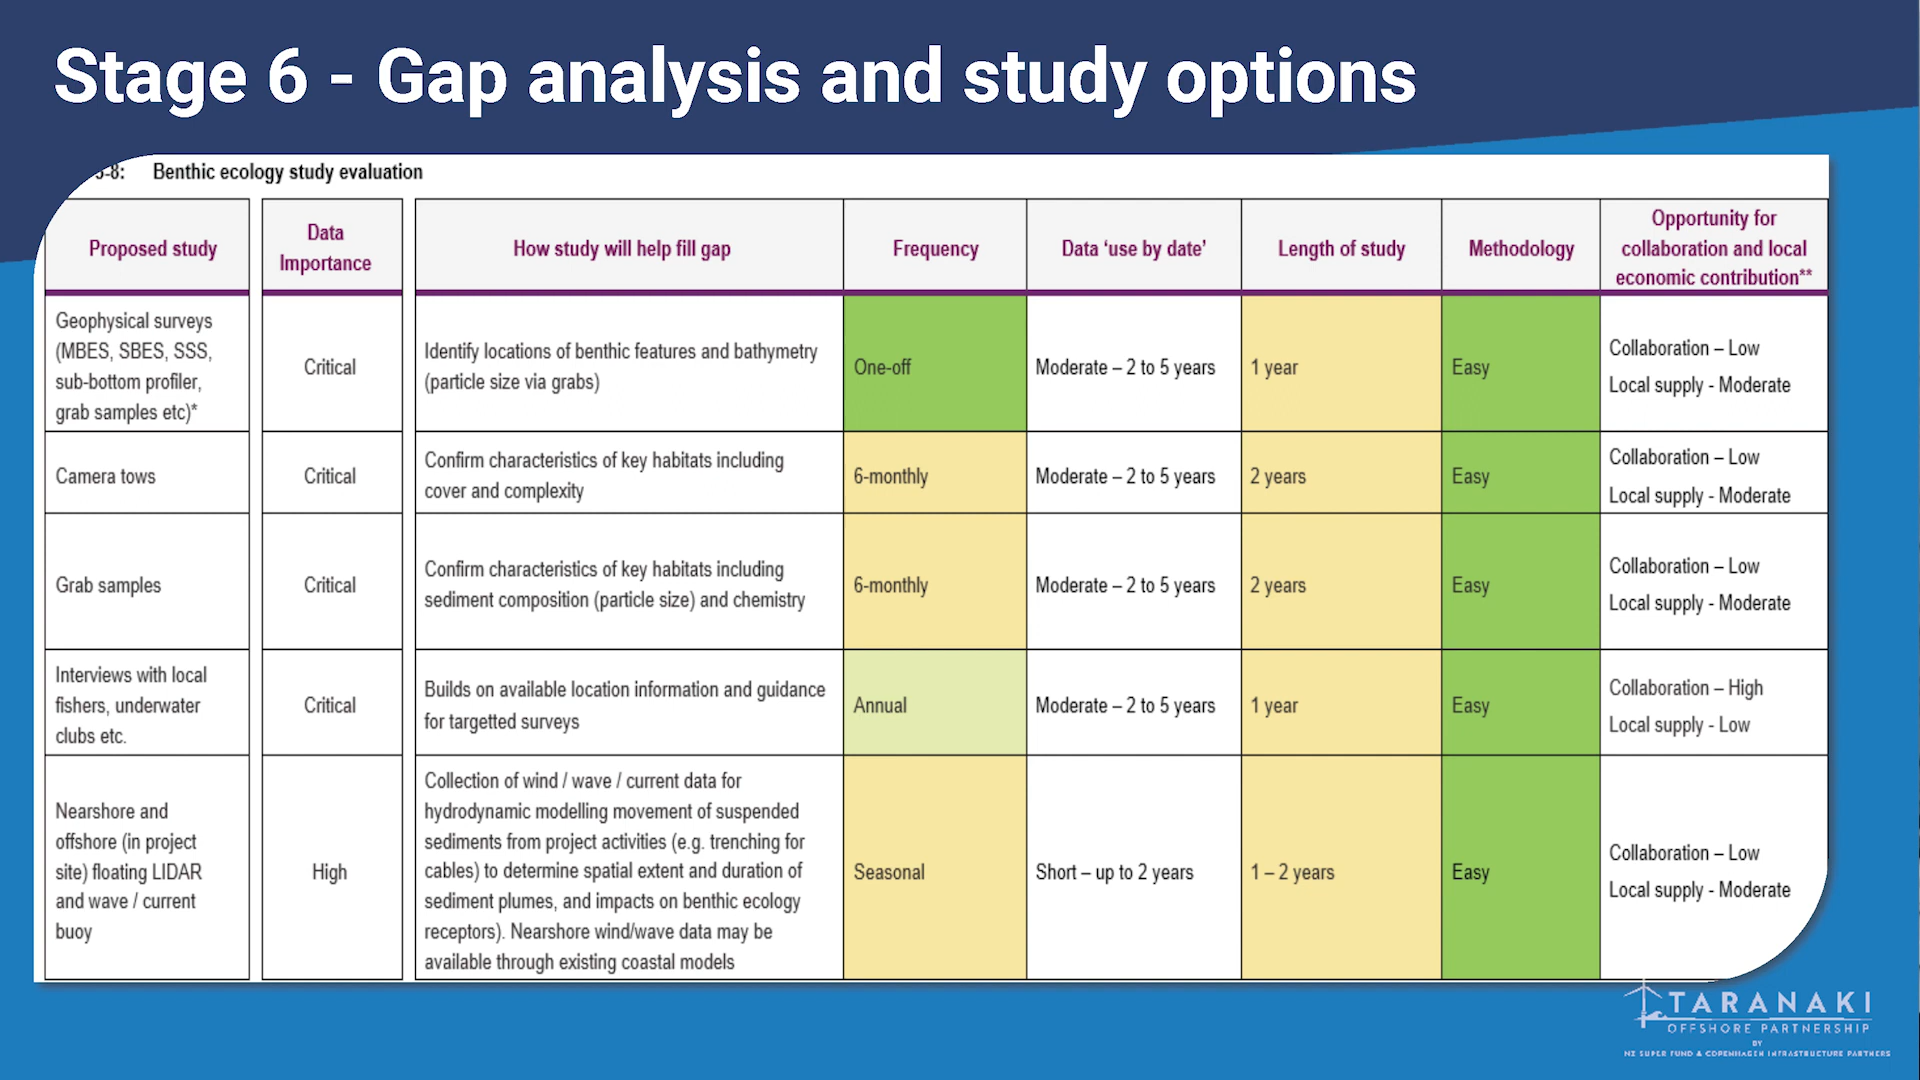 Stage 6 - Gap analysis and study options
5-8: Benthic ecology study evaluation
Proposed study
Data
Importance
How study will help fill gap
Frequency
Data ‘use by date’
Length of study
Methodology
Opportunity for
collaboration and local
economic contribution**
Geophysical surveys
(MBES, SBES, SSS,
sub-bottom profiler,
grab samples etc)*
Critical
Identify locations of benthic features and bathymetry
(particle size via grabs)
One-off
Moderate – 2 to 5 years
1 year
Easy
Collaboration – Low
Local supply - Moderate
Camera tows
Critical
Confirm characteristics of key habitats including
cover and complexity
6-monthly
Moderate – 2 to 5 years
2 years
Easy
Collaboration – Low
Local supply - Moderate
Grab samples
Critical
Confirm characteristics of key habitats including
sediment composition (particle size) and chemistry
6-monthly
Moderate – 2 to 5 years
2 years
Easy
Collaboration – Low
Local supply - Moderate
Interviews with local
fishers, underwater
clubs etc.
Critical
Builds on available location information and guidance
for targetted surveys
Annual
Moderate – 2 to 5 years
1 year
Easy
Collaboration – High
Local supply - Low
Nearshore and
offshore (in project
site) floating LIDAR
and wave / current
buoy
High
Collection of wind / wave / current data for
hydrodynamic modelling movement of suspended
sediments from project activities (e.g. trenching for
cables) to determine spatial extent and duration of
sediment plumes, and impacts on benthic ecology
receptors). Nearshore wind/wave data may be
available through existing coastal models
Seasonal
Short – up to 2 years
1 – 2 years
Easy
Collaboration – Low
Local supply - Moderate
TARANAKI
OFFSHORE PARTNERSHIP
BY
NZ SUPER FUND & COPENHAGEN INFRASTRUCTURE PARTNERS